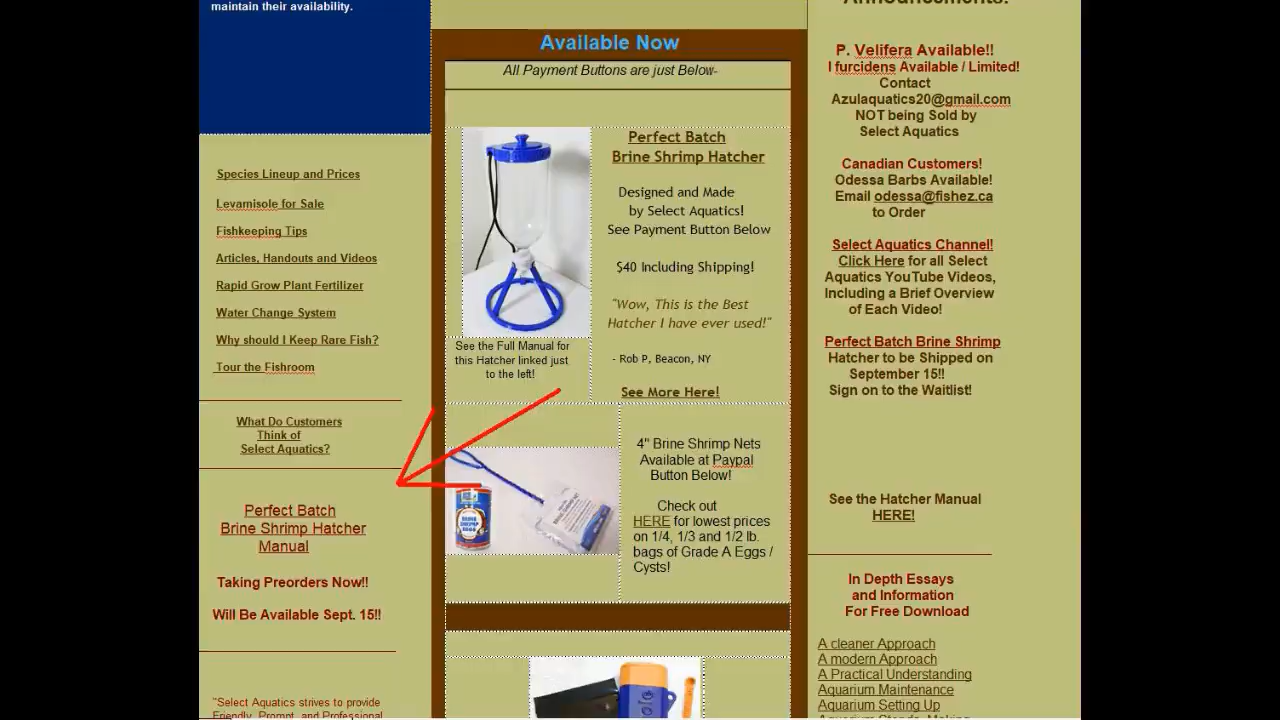 maintain their availability.
Species Lineup and Prices
Levamisole for Sale
Fishkeeping Tips
Articles, Handouts and Videos
Rapid Grow Plant Fertilizer
Water Change System
Why should I Keep Rare Fish?
Tour the Fishroom
What Do Customers
Think of
Select Aquatics?
Perfect Batch
Brine Shrimp Hatcher
Manual
Taking Preorders Now!!
Will Be Available Sept. 15!!
"Select Aquatics strives to provide
Friendly, Prompt, and Professional
Available Now
All Payment Buttons are just Below-
Perfect Batch
Brine Shrimp Hatcher
Designed and Made
by Select Aquatics!
See Payment Button Below
$40 Including Shipping!
"Wow, This is the Best
Hatcher I have ever used!"
- Rob P, Beacon, NY
See More Here!
See the Full Manual for
this Hatcher linked just
to the left!
4" Brine Shrimp Nets
Available at Paypal
Button Below!
Check out
HERE for lowest prices
on 1/4, 1/3 and 1/2 lb.
bags of Grade A Eggs /
Cysts!
BRINE
SHRIMP
EGGS
Announcements!
P. Velifera Available!!
I furcidens Available / Limited!
Contact
Azulaquatics20@gmail.com
NOT being Sold by
Select Aquatics
Canadian Customers!
Odessa Barbs Available!
Email odessa@fishez.ca
to Order
Select Aquatics Channel!
Click Here for all Select
Aquatics YouTube Videos,
Including a Brief Overview
of Each Video!
Perfect Batch Brine Shrimp
Hatcher to be Shipped on
September 15!!
Sign on to the Waitlist!
See the Hatcher Manual
HERE!
In Depth Essays
and Information
For Free Download
A cleaner Approach
A modern Approach
A Practical Understanding
Aquarium Maintenance
Aquarium Setting Up